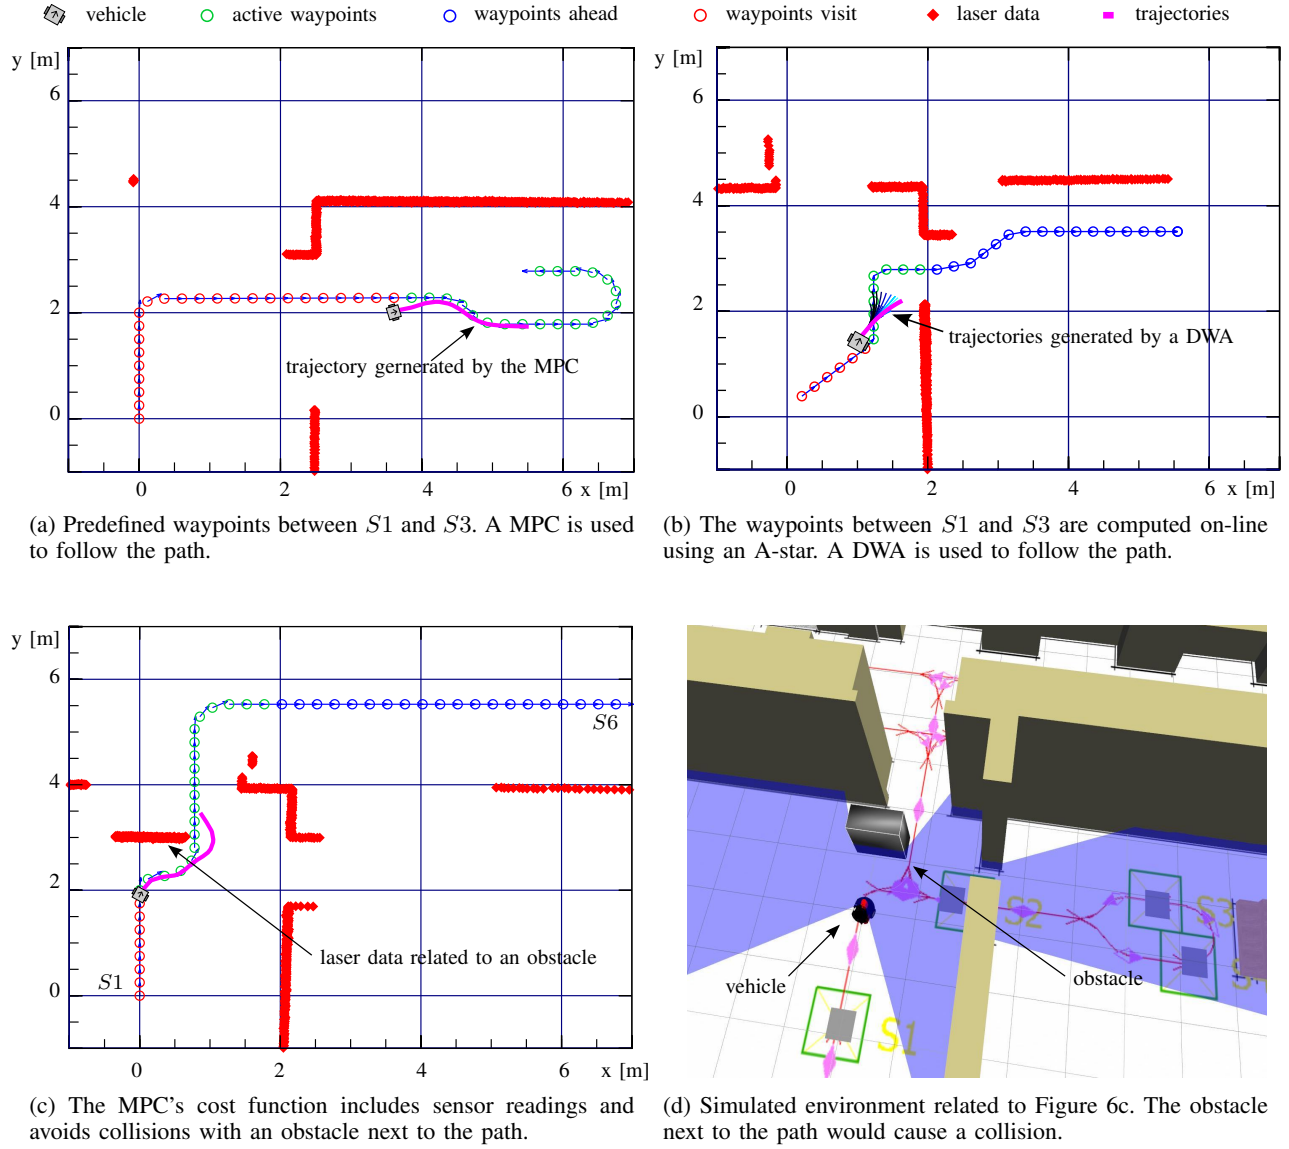 vehicle active waypoints waypoints ahead waypoints visit laser data trajectories
y [m]
6
4
2
0
trajectory gernerated by the MPC
0 2 4 6 x [m]
(a) Predefined waypoints between S1 and S3. A MPC is used
to follow the path.
y [m]
6
4
2
0
trajectories generated by a DWA
0 2 4 6 x [m]
(b) The waypoints between S1 and S3 are computed on-line
using an A-star. A DWA is used to follow the path.
y [m]
6
4
2
0
S6
laser data related to an obstacle
S1
0 2 4 6 x [m]
(c) The MPC's cost function includes sensor readings and
avoids collisions with an obstacle next to the path.
S2
S3
vehicle
obstacle
S1
(d) Simulated environment related to Figure 6c. The obstacle
next to the path would cause a collision.